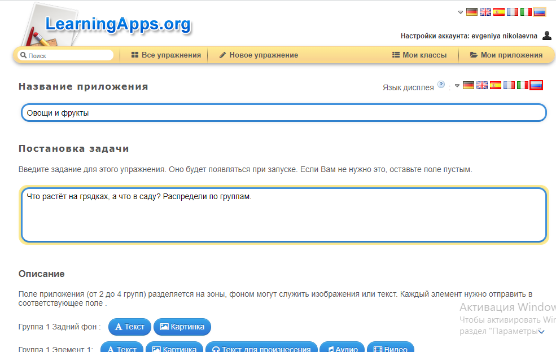 LearningApps.org
Настройки аккаунта: evgeniya nikolaevna
Поиск
Все упражнения
Новое упражнение
Мои классы
Мои приложения
Название приложения
Язык дисплея
Овощи и фрукты
Постановка задачи
Введите задание для этого упражнения. Оно будет появляться при запуске. Если Вам не нужно это, оставьте поле пустым.
Что растёт на грядках, а что в саду? Распредели по группам.
Описание
Поле приложения (от 2 до 4 групп) разделяется на зоны, фоном могут служить изображения или текст. Каждый элемент нужно отправить в
соответствующее поле .
Активация Window
Чтобы активировать Win
раздел "Параметры
Группа 1 Задний фон :
Текст
Картинка
Группа 1 Элемент 1:
Текст
Картинка
Текст для произнесения
Аудио
Видео